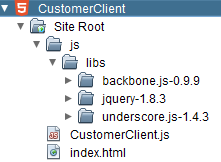 CustomerClient
Site Root
js
libs
backbone.js-0.9.9
jquery-1.8.3
underscore.js-1.4.3
CustomerClient.js
index.html